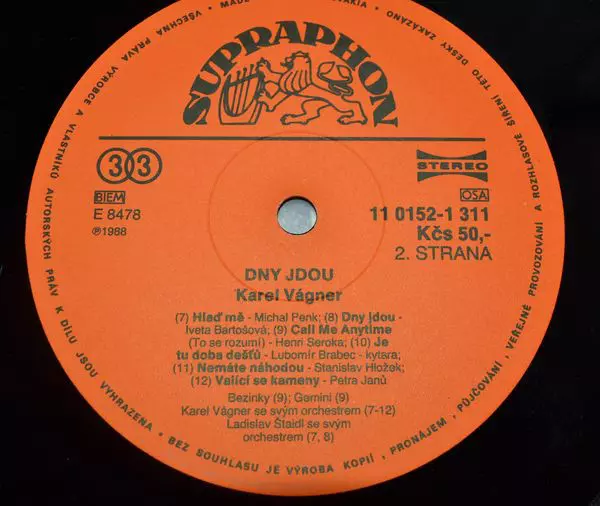 MADE
SUPRAPHON
33
STEREO
BIEM
OSA
E 8478
11 0152-1 311
℗1988
Kčs 50,-
2. STRANA
DNY JDOU
Karel Vágner
(7) Hlaď mě - Michal Penk; (8) Dny jdou -
Iveta Bartošová; (9) Call Me Anytime
(To se rozumí) - Henri Seroka; (10) Je
tu doba dešťů - Lubomír Brabec - kytara;
(11) Nemáte náhodou - Stanislav Hložek;
(12) Valící se kameny - Petra Janů
Bezinky (9); Gemini (9)
Karel Vágner se svým orchestrem (7-12)
Ladislav Štaidl se svým
orchestrem (7, 8)
VŠECHNA PRÁVA VÝROBCE A VLASTNÍKŮ AUTORSKÝCH PRÁV K DÍLU JSOU VYHRAZENA • BEZ SOUHLASU JE VÝROBA KOPIÍ, PRONÁJEM, PŮJČOVÁNÍ, VEŘEJNÉ PROVOZOVÁNÍ A ROZHLASOVÉ ŠÍŘENÍ TÉTO DESKY ZAKÁZÁNO